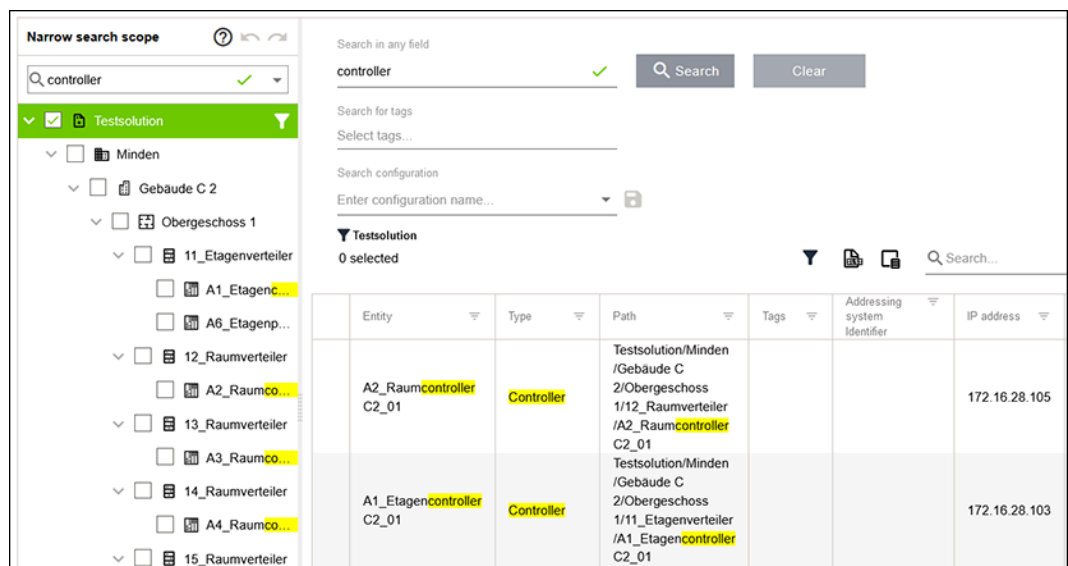 Narrow search scope
controller
Testsolution
Minden
Gebäude C 2
Obergeschoss 1
11_Etagenverteiler
A1_Etagenc...
A6_Etagenp...
12_Raumverteiler
A2_Raumco...
13_Raumverteiler
A3_Raumco...
14_Raumverteiler
A4_Raumco...
15_Raumverteiler
Search in any field
controller
Search
Clear
Search for tags
Select tags...
Search configuration
Enter configuration name...
Testsolution
0 selected
Search...
Entity
Type
Path
Tags
Addressing
system
Identifier
IP address
A2_Raumcontroller
C2_01
Controller
Testsolution/Minden
/Gebäude C
2/Obergeschoss
1/12_Raumverteiler
/A2_Raumcontroller
C2_01
172.16.28.105
A1_Etagencontroller
C2_01
Controller
Testsolution/Minden
/Gebäude C
2/Obergeschoss
1/11_Etagenverteiler
/A1_Etagencontroller
C2_01
172.16.28.103